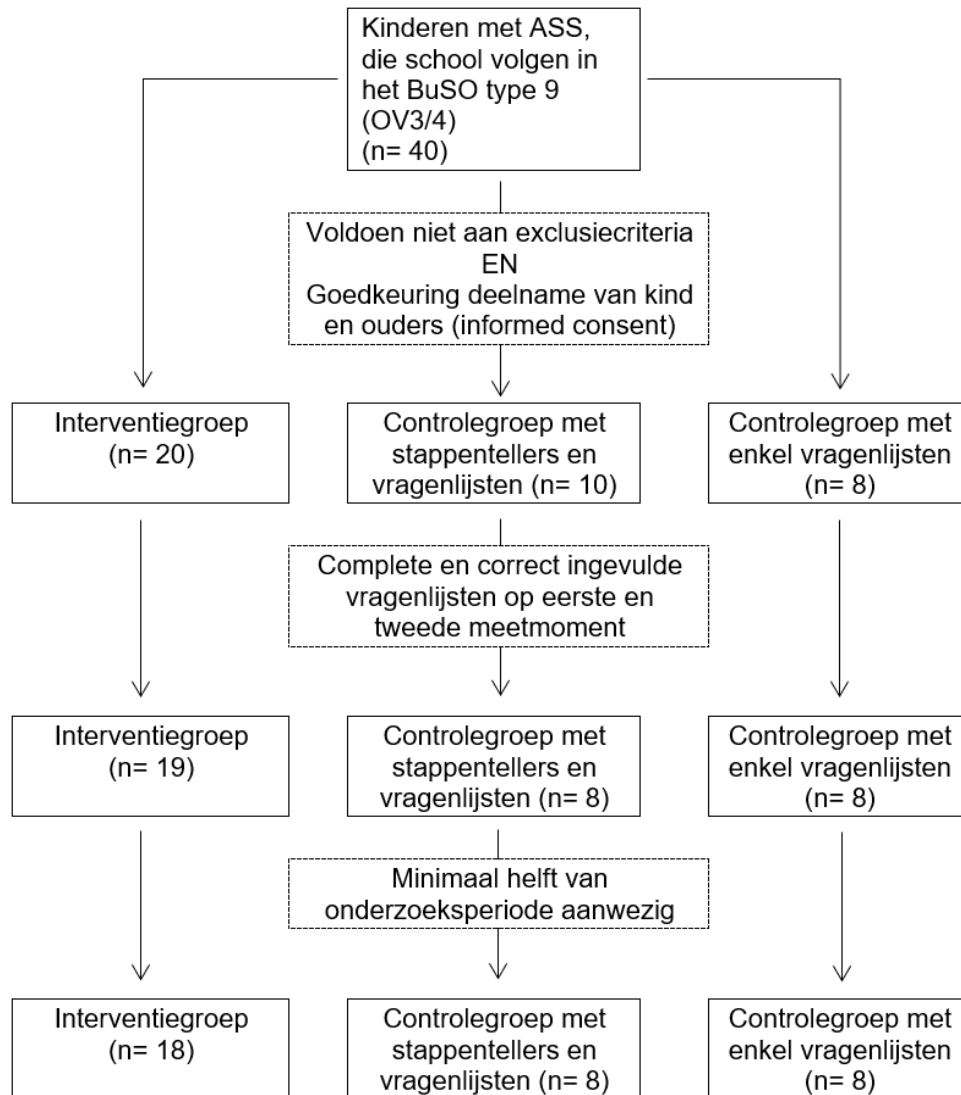 Kinderen met ASS,
die school volgen in
het BuSO type 9
(OV3/4)
(n= 40)
Voldoen niet aan exclusiecriteria
EN
Goedkeuring deelname van kind
en ouders (informed consent)
Interventiegroep
(n= 20)
Controlegroep met
stappentellers en
vragenlijsten (n= 10)
Controlegroep met
enkel vragenlijsten
(n= 8)
Complete en correct ingevulde
vragenlijsten op eerste en
tweede meetmoment
Interventiegroep
(n= 19)
Controlegroep met
stappentellers en
vragenlijsten (n= 8)
Controlegroep met
enkel vragenlijsten
(n= 8)
Minimaal helft van
onderzoeksperiode aanwezig
Interventiegroep
(n= 18)
Controlegroep met
stappentellers en
vragenlijsten (n= 8)
Controlegroep met
enkel vragenlijsten
(n= 8)